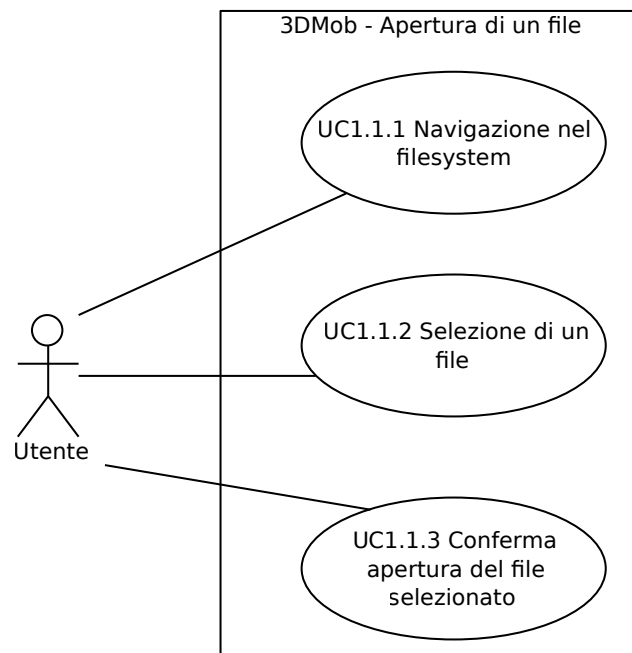 3DMob - Apertura di un file
UC1.1.1 Navigazione nel
filesystem
UC1.1.2 Selezione di un
file
Utente
UC1.1.3 Conferma
apertura del file
selezionato